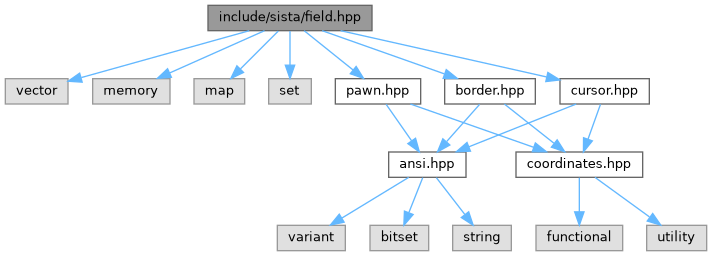 include/sista/field.hpp
vector
memory
map
set
pawn.hpp
border.hpp
cursor.hpp
ansi.hpp
coordinates.hpp
variant
bitset
string
functional
utility